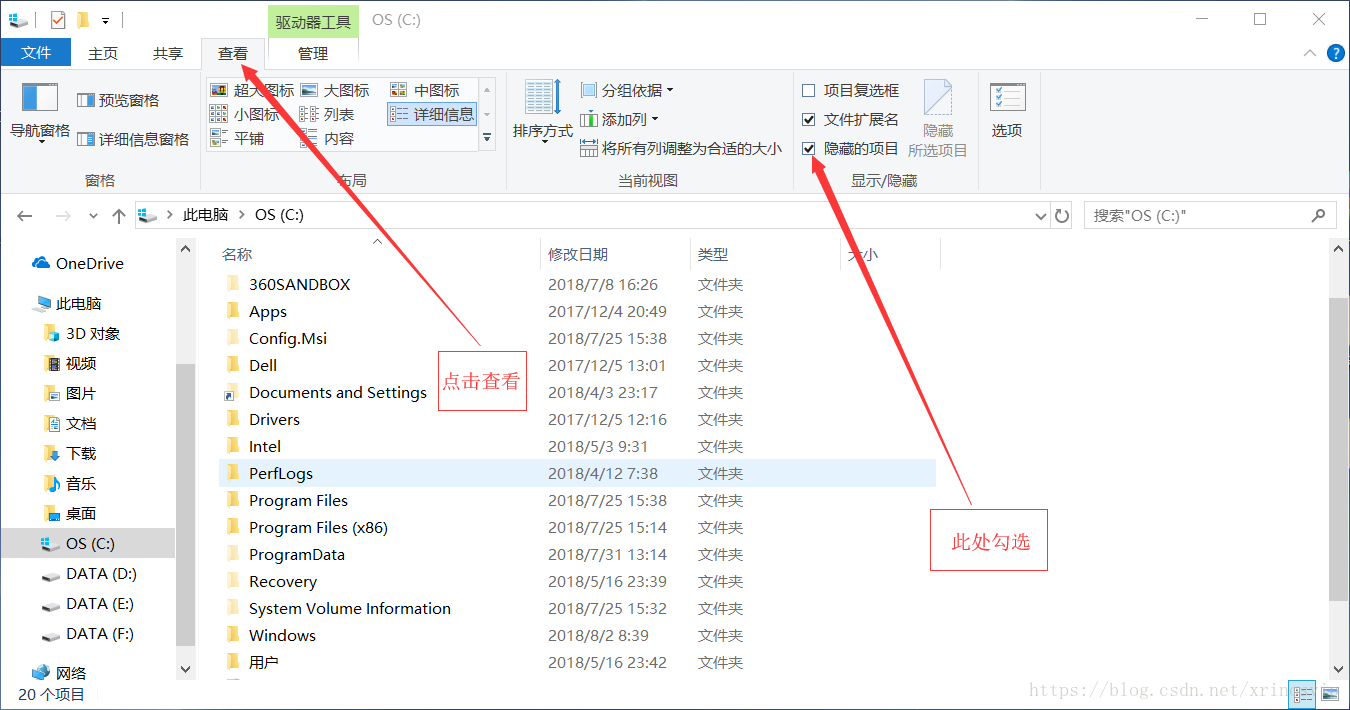 驱动器工具 OS (C:)
文件 主页 共享 查看 管理
导航窗格
预览窗格
详细信息窗格
窗格
超大图标 大图标 中图标
小图标 列表 详细信息
平铺 内容
布局
排序方式
分组依据
添加列
将所有列调整为合适的大小
当前视图
项目复选框
文件扩展名
隐藏的项目
隐藏
所选项目
显示/隐藏
选项
此电脑 OS (C:)
搜索"OS (C:)"
OneDrive
此电脑
3D 对象
视频
图片
文档
下载
音乐
桌面
OS (C:)
DATA (D:)
DATA (E:)
DATA (F:)
网络
名称 修改日期 类型 大小
360SANDBOX 2018/7/8 16:26 文件夹
Apps 2017/12/4 20:49 文件夹
Config.Msi 2018/7/25 15:38 文件夹
Dell 2017/12/5 13:01 文件夹
Documents and Settings 2018/4/3 23:17 文件夹
Drivers 2017/12/5 12:16 文件夹
Intel 2018/5/3 9:31 文件夹
PerfLogs 2018/4/12 7:38 文件夹
Program Files 2018/7/25 15:38 文件夹
Program Files (x86) 2018/7/25 15:14 文件夹
ProgramData 2018/7/31 13:14 文件夹
Recovery 2018/5/16 23:39 文件夹
System Volume Information 2018/7/25 15:32 文件夹
Windows 2018/8/2 8:39 文件夹
用户 2018/5/16 23:42 文件夹
点击查看
此处勾选
20 个项目